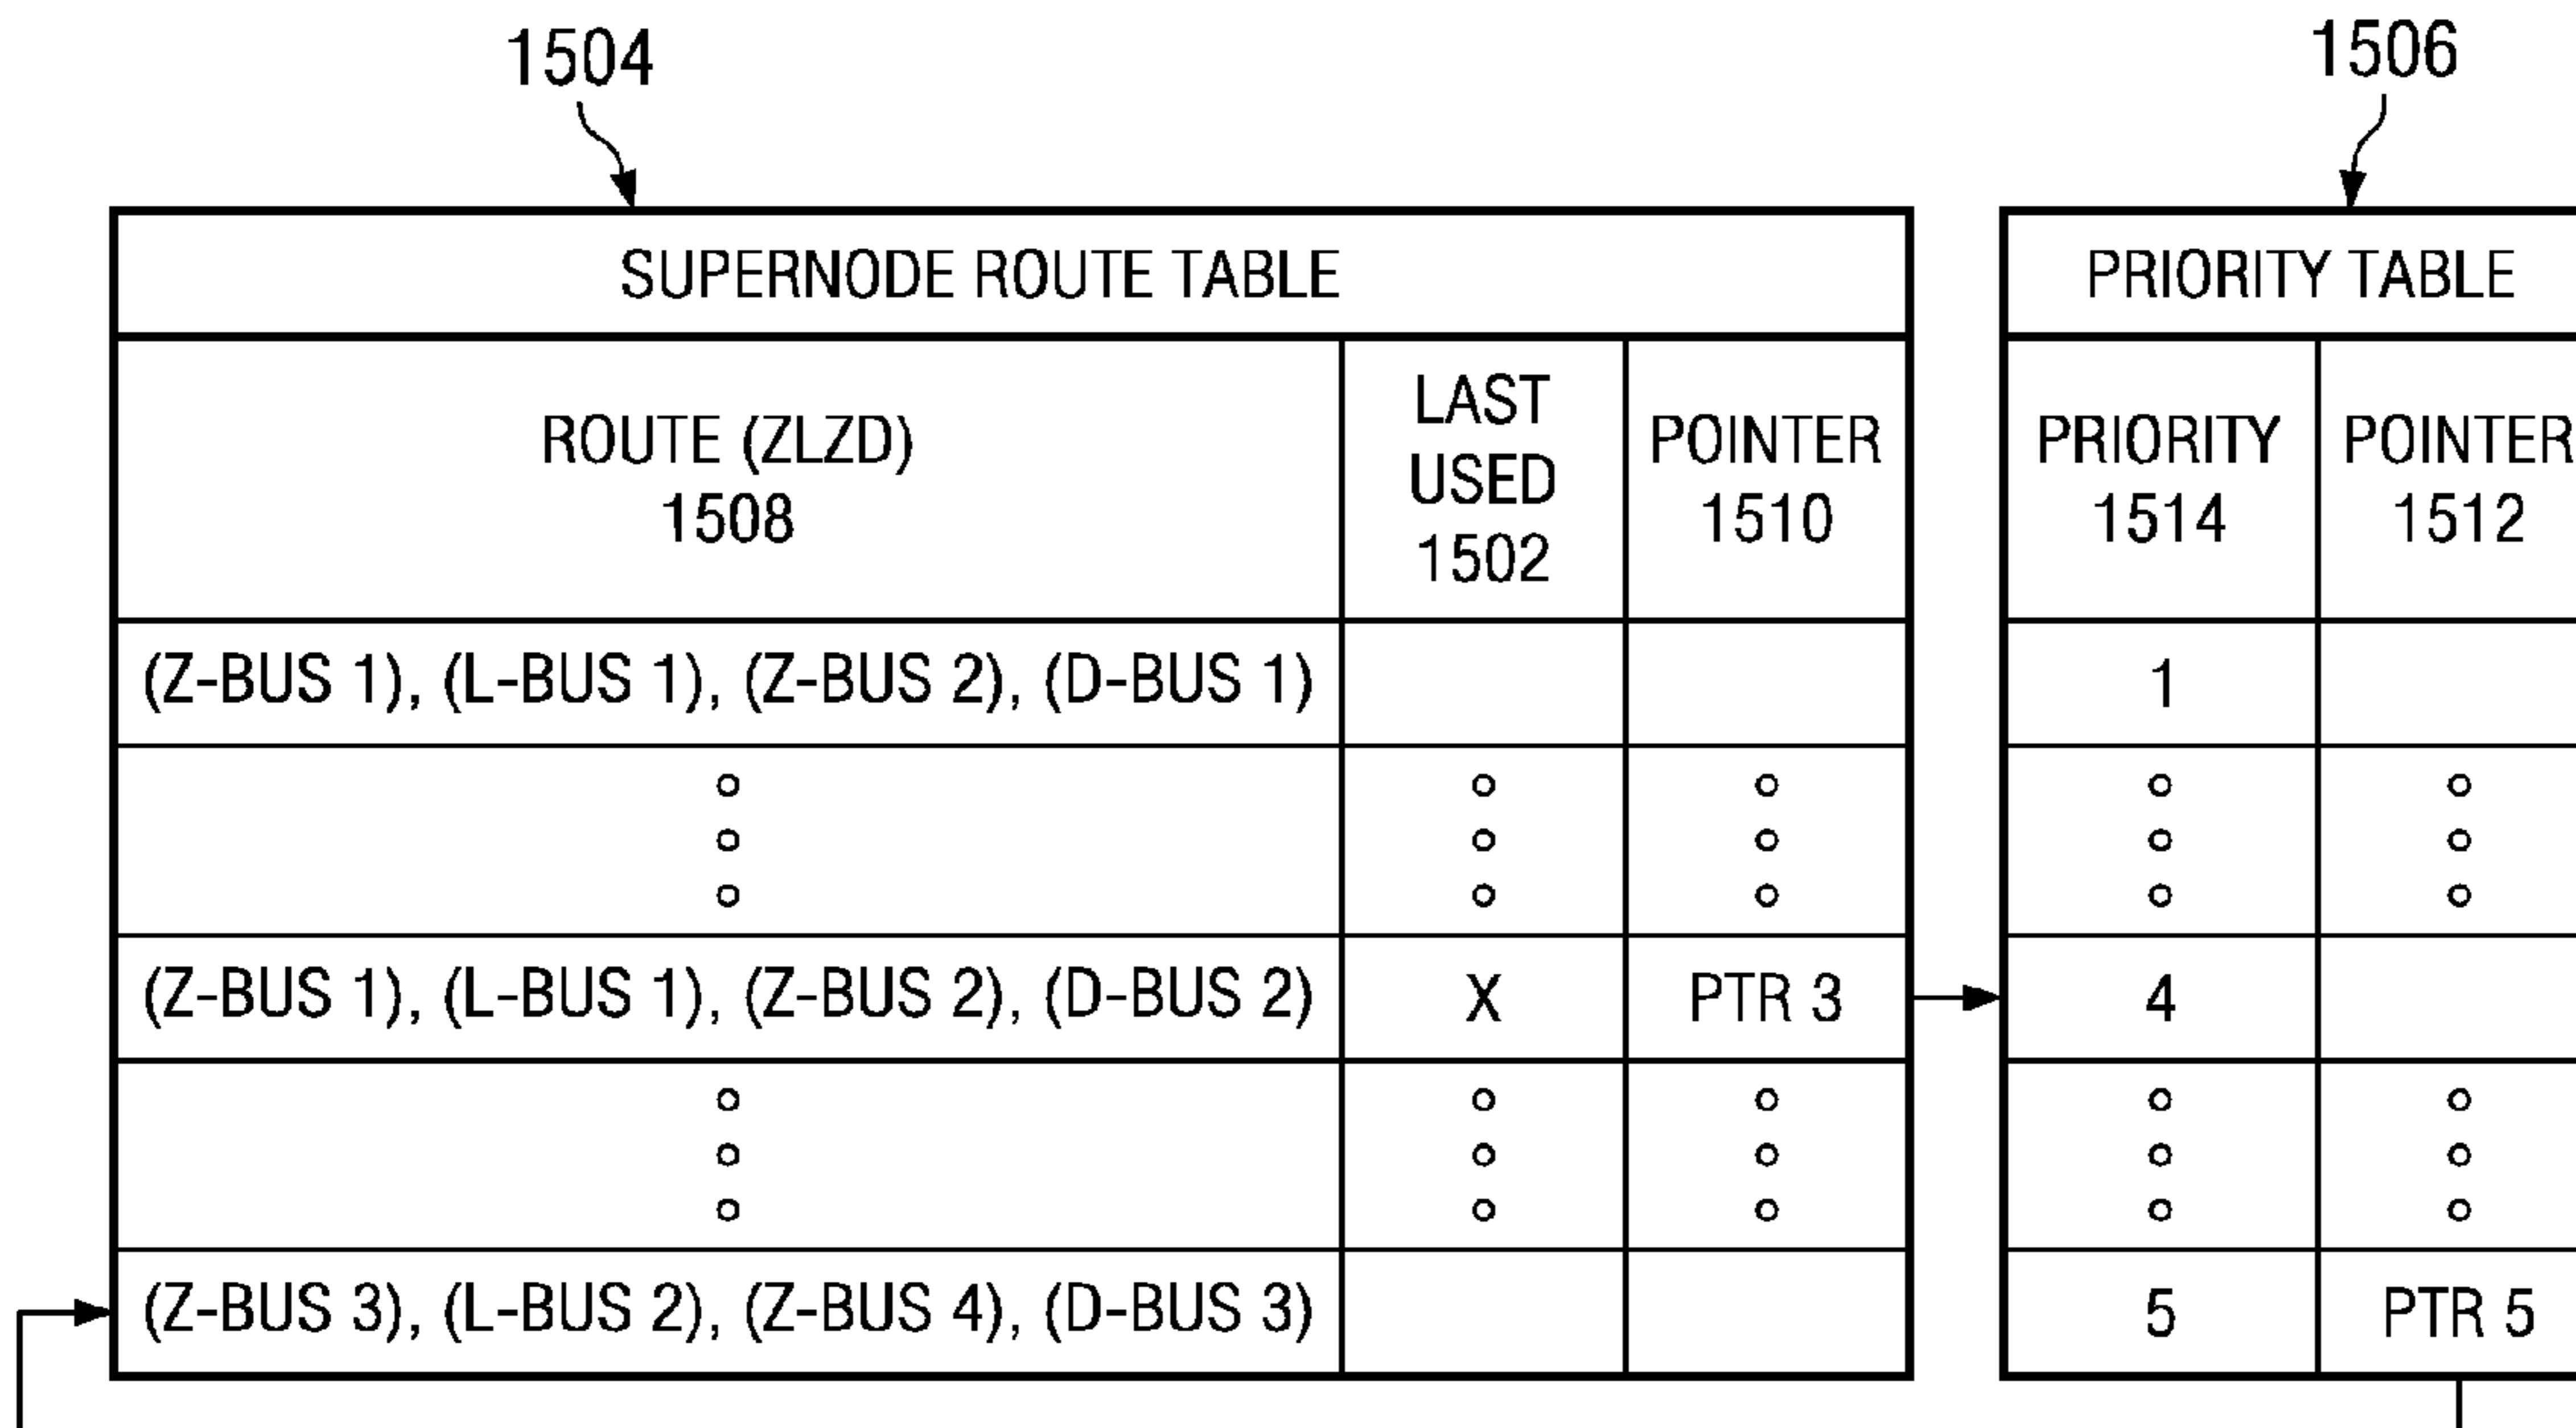 1504
1506
SUPERNODE ROUTE TABLE
ROUTE (ZLZD)
1508
LAST
USED
1502
POINTER
1510
(Z-BUS 1), (L-BUS 1), (Z-BUS 2), (D-BUS 1)
(Z-BUS 1), (L-BUS 1), (Z-BUS 2), (D-BUS 2)
X
PTR 3
(Z-BUS 3), (L-BUS 2), (Z-BUS 4), (D-BUS 3)
PRIORITY TABLE
PRIORITY
1514
POINTER
1512
1
4
5
PTR 5